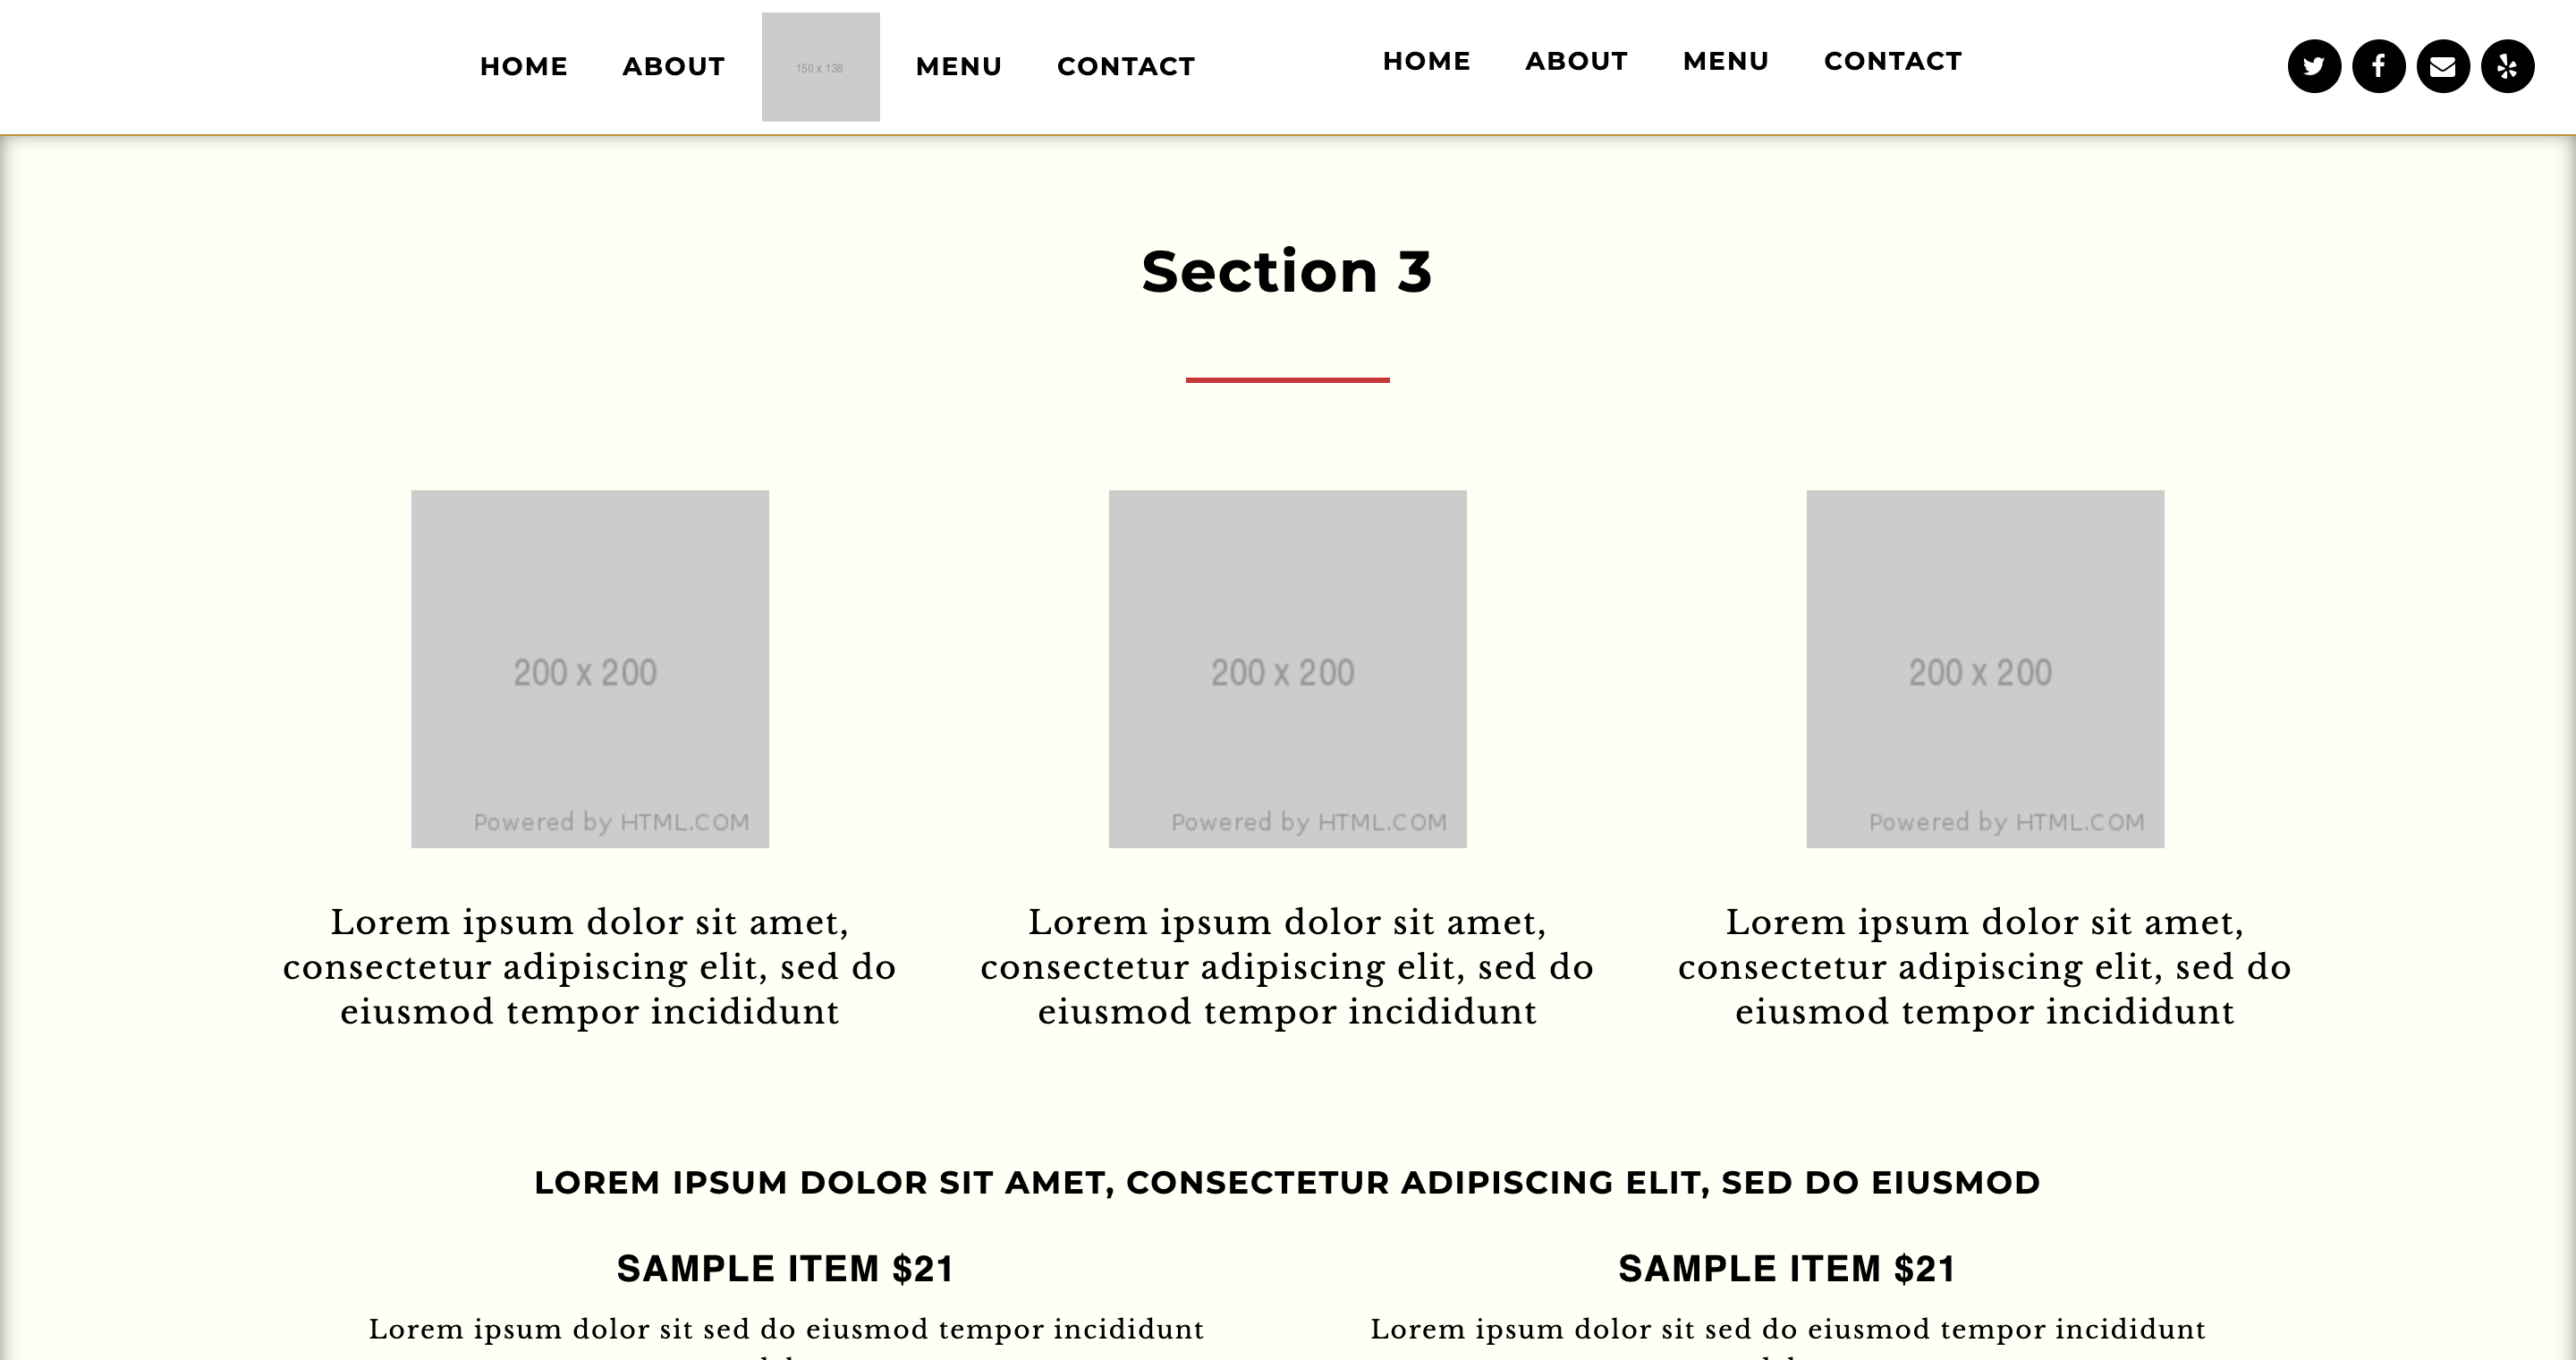 HOME ABOUT 150 x 138 MENU CONTACT HOME ABOUT MENU CONTACT
Section 3
200 x 200
Powered by HTML.COM
Lorem ipsum dolor sit amet,
consectetur adipiscing elit, sed do
eiusmod tempor incididunt
200 x 200
Powered by HTML.COM
Lorem ipsum dolor sit amet,
consectetur adipiscing elit, sed do
eiusmod tempor incididunt
200 x 200
Powered by HTML.COM
Lorem ipsum dolor sit amet,
consectetur adipiscing elit, sed do
eiusmod tempor incididunt
LOREM IPSUM DOLOR SIT AMET, CONSECTETUR ADIPISCING ELIT, SED DO EIUSMOD
SAMPLE ITEM $21
Lorem ipsum dolor sit sed do eiusmod tempor incididunt
SAMPLE ITEM $21
Lorem ipsum dolor sit sed do eiusmod tempor incididunt